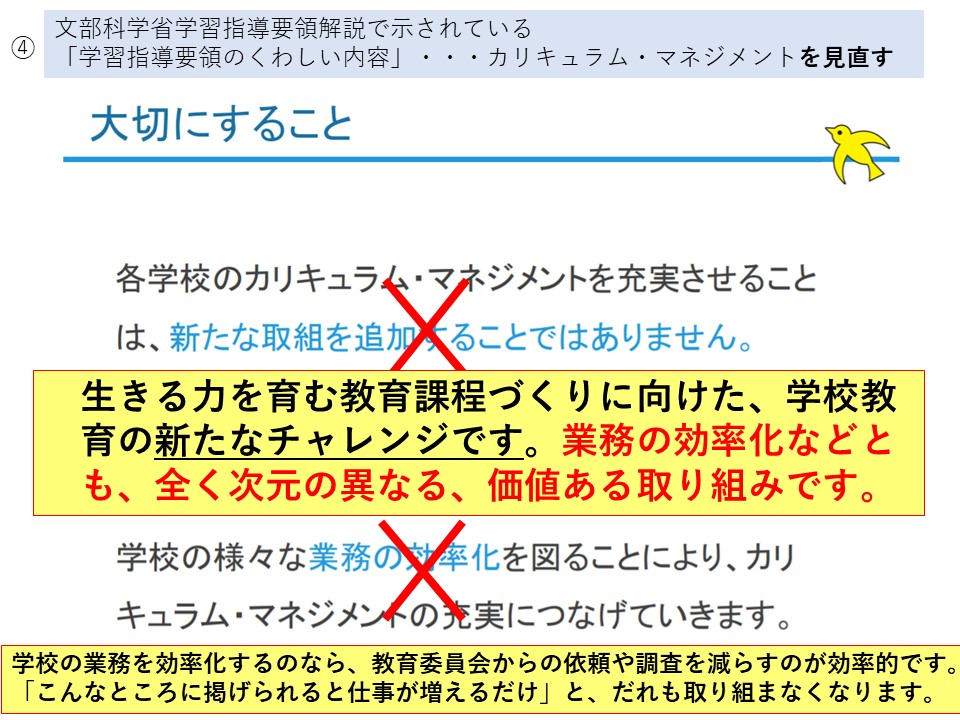 ④
文部科学省学習指導要領解説で示されている
「学習指導要領のくわしい内容」・・・カリキュラム・マネジメントを見直す
大切にすること
各学校のカリキュラム・マネジメントを充実させること
は、新たな取組を追加することではありません。
生きる力を育む教育課程づくりに向けた、学校教
育の新たなチャレンジです。業務の効率化などと
も、全く次元の異なる、価値ある取り組みです。
学校の様々な業務の効率化を図ることにより、カリ
キュラム・マネジメントの充実につなげていきます。
学校の業務を効率化するのなら、教育委員会からの依頼や調査を減らすのが効率的です。
「こんなところに掲げられると仕事が増えるだけ」と、だれも取り組まなくなります。